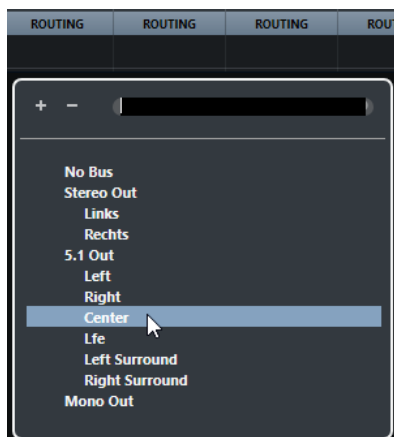 ROUTING ROUTING ROUTING ROU
+ −
No Bus
Stereo Out
Links
Rechts
5.1 Out
Left
Right
Center
Lfe
Left Surround
Right Surround
Mono Out